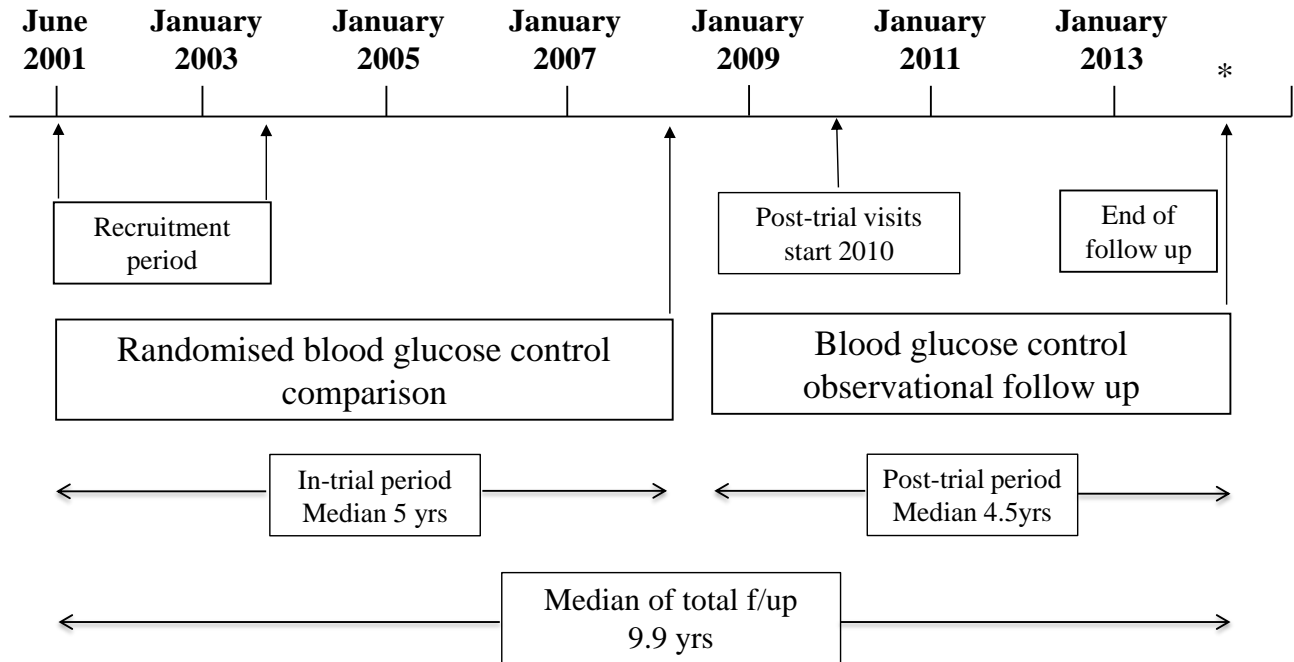 June
2001
January
2003
January
2005
January
2007
January
2009
January
2011
January
2013
*
Recruitment
period
Post-trial visits
start 2010
End of
follow up
Randomised blood glucose control
comparison
Blood glucose control
observational follow up
In-trial period
Median 5 yrs
Post-trial period
Median 4.5yrs
Median of total f/up
9.9 yrs